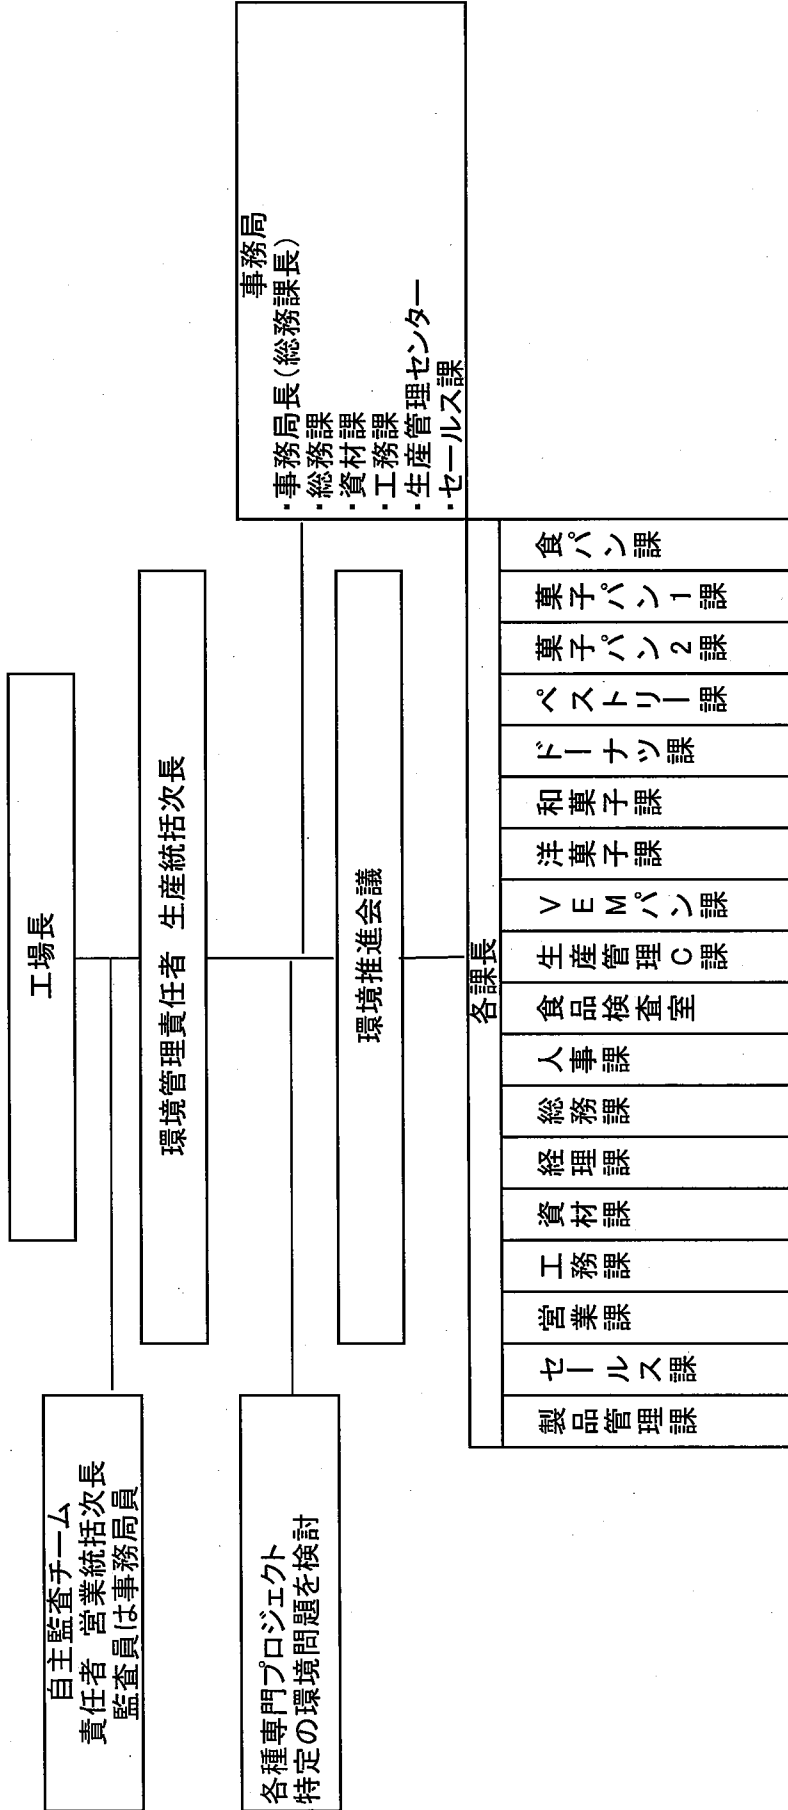 工場長
自主監査チーム
責任者 営業統括次長
監査員は事務局員
環境管理責任者 生産統括次長
各種専門プロジェクト
特定の環境問題を検討
事務局
・事務局長(総務課長)
・総務課
・資材課
・工務課
・生産管理センター
・セールス課
環境推進会議
各課長
製品管理課
セールス課
営業課
工務課
資材課
経理課
総務課
人事課
食品検査室
生産管理C課
VEMパン課
洋菓子課
和菓子課
ドーナツ課
ペストリー課
菓子パン2課
菓子パン1課
食パン課